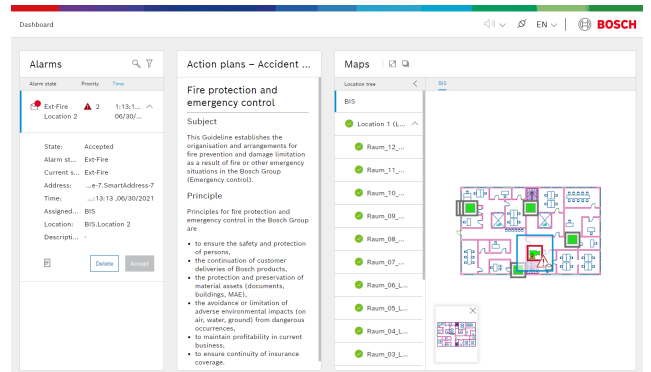 Dashboard
EN
BOSCH
Alarms
Alarm state Priority Time
Ext-Fire
Location 2
2
1:13:1...
06/30/...
State: Accepted
Alarm st... Ext-Fire
Current s... Ext-Fire
Address: ...e-7.SmartAddress-7
Time: ...:13:13 ,06/30/2021
Assigned... BIS
Location: BIS.Location 2
Descripti... -
Delete Accept
Action plans – Accident ...
Fire protection and
emergency control
Subject
This Guideline establishes the
origanisation and arrangements for
fire prevention and damage limitation
as a result of fire or other emergency
situations in the Bosch Group
(Emergency control).
Principle
Principles for fire protection and
emergency control in the Bosch Group
are
• to ensure the safety and protection
of persons,
• the continuation of customer
deliveries of Bosch products,
• the protection and preservation of
material assets (documents,
buildings, MAE),
• the avoidance or limitation of
adverse environmental impacts (on
air, water, ground) from dangerous
occurrences,
• to maintain profitability in current
business,
• to ensure continuity of insurance
coverage.
Maps
Location tree
BIS
Location 1 (L...
Raum_12_...
Raum_11_...
Raum_10_...
Raum_09_...
Raum_08_...
Raum_07_...
Raum_06_L...
Raum_05_L...
Raum_04_L...
Raum_03_L...
BIS